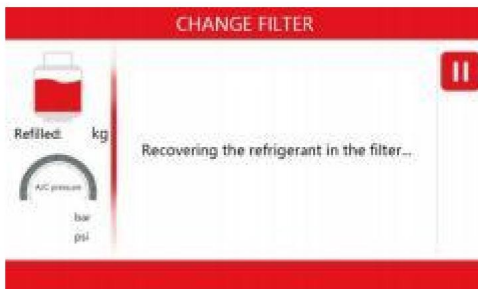 CHANGE FILTER
Refilled: kg
Recovering the refrigerant in the filter...
A/C pressure
bar
psi